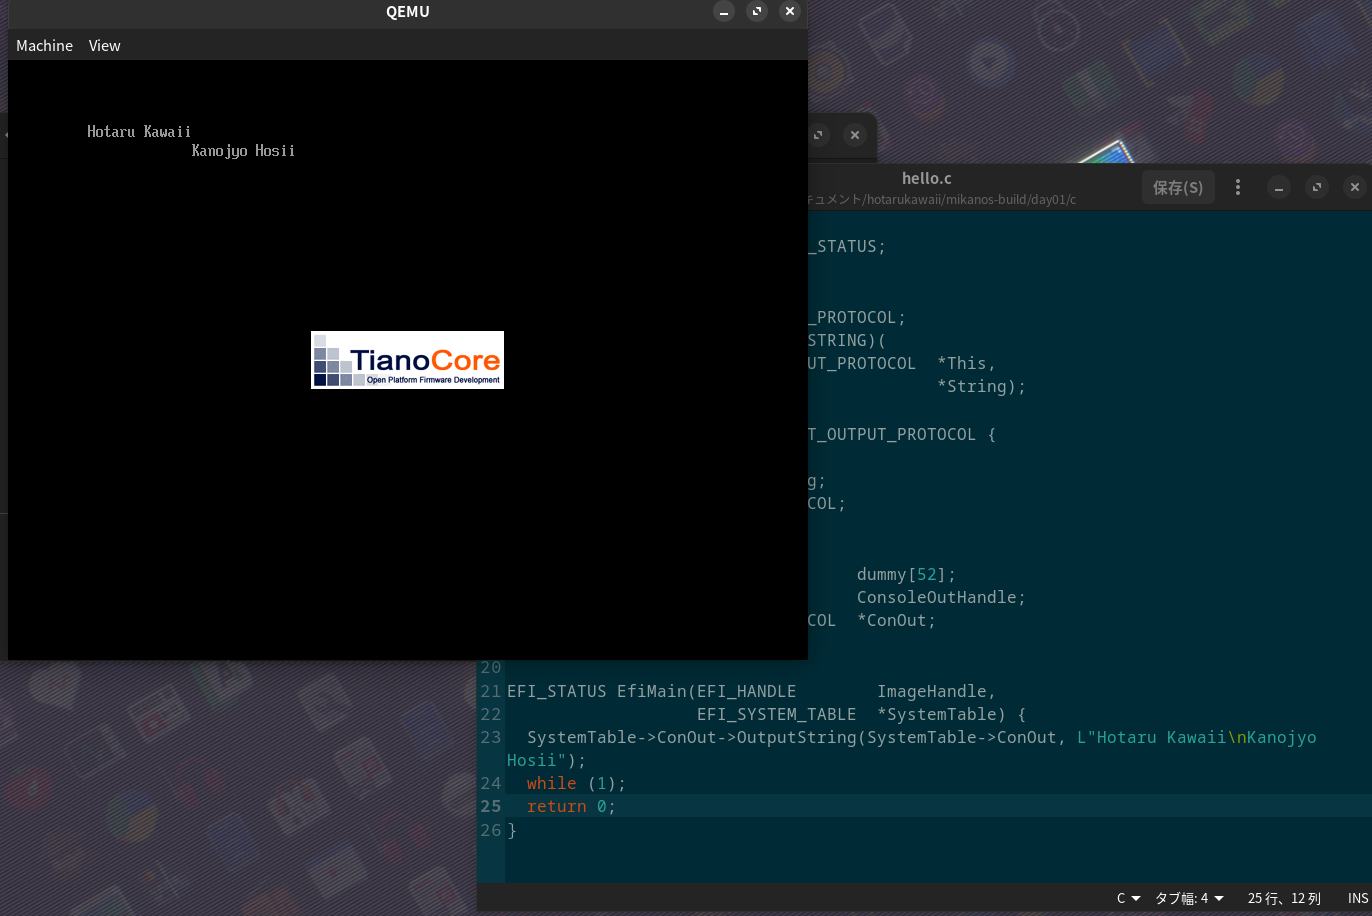 QEMU
Machine View
Hotaru Kawaii
Kanojyo Hosii
TianoCore
Open Platform Firmware Development
hello.c
キュメント/hotarukawaii/mikanos-build/day01/c
保存(S)
_STATUS;
_PROTOCOL;
STRING)(
UT_PROTOCOL *This,
*String);
T_OUTPUT_PROTOCOL {
g;
COL;
dummy[52];
ConsoleOutHandle;
COL *ConOut;
20
21 EFI_STATUS EfiMain(EFI_HANDLE ImageHandle,
22 EFI_SYSTEM_TABLE *SystemTable) {
23 SystemTable->ConOut->OutputString(SystemTable->ConOut, L"Hotaru Kawaii\nKanojyo
Hosii");
24 while (1);
25 return 0;
26 }
C タブ幅: 4 25 行、12 列 INS